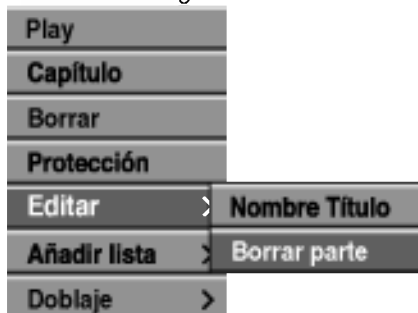 Play
Capítulo
Borrar
Protección
Editar
Nombre Título
Añadir lista
Borrar parte
Doblaje